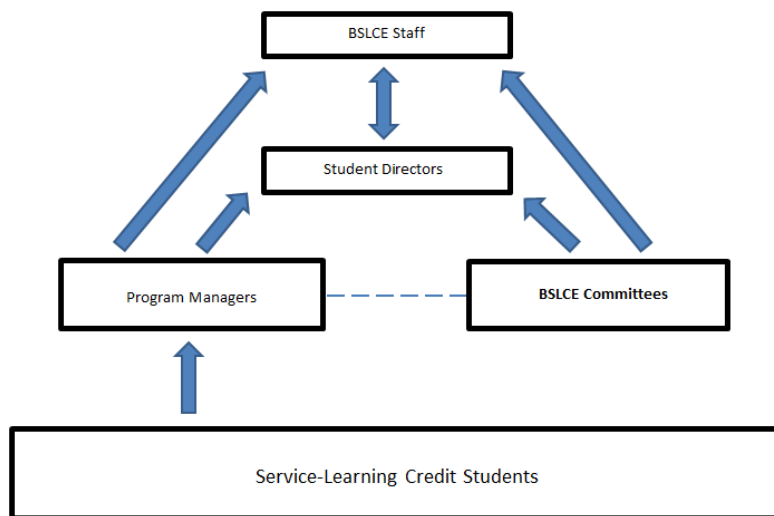 BSLCE Staff
Student Directors
Program Managers
BSLCE Committees
Service-Learning Credit Students